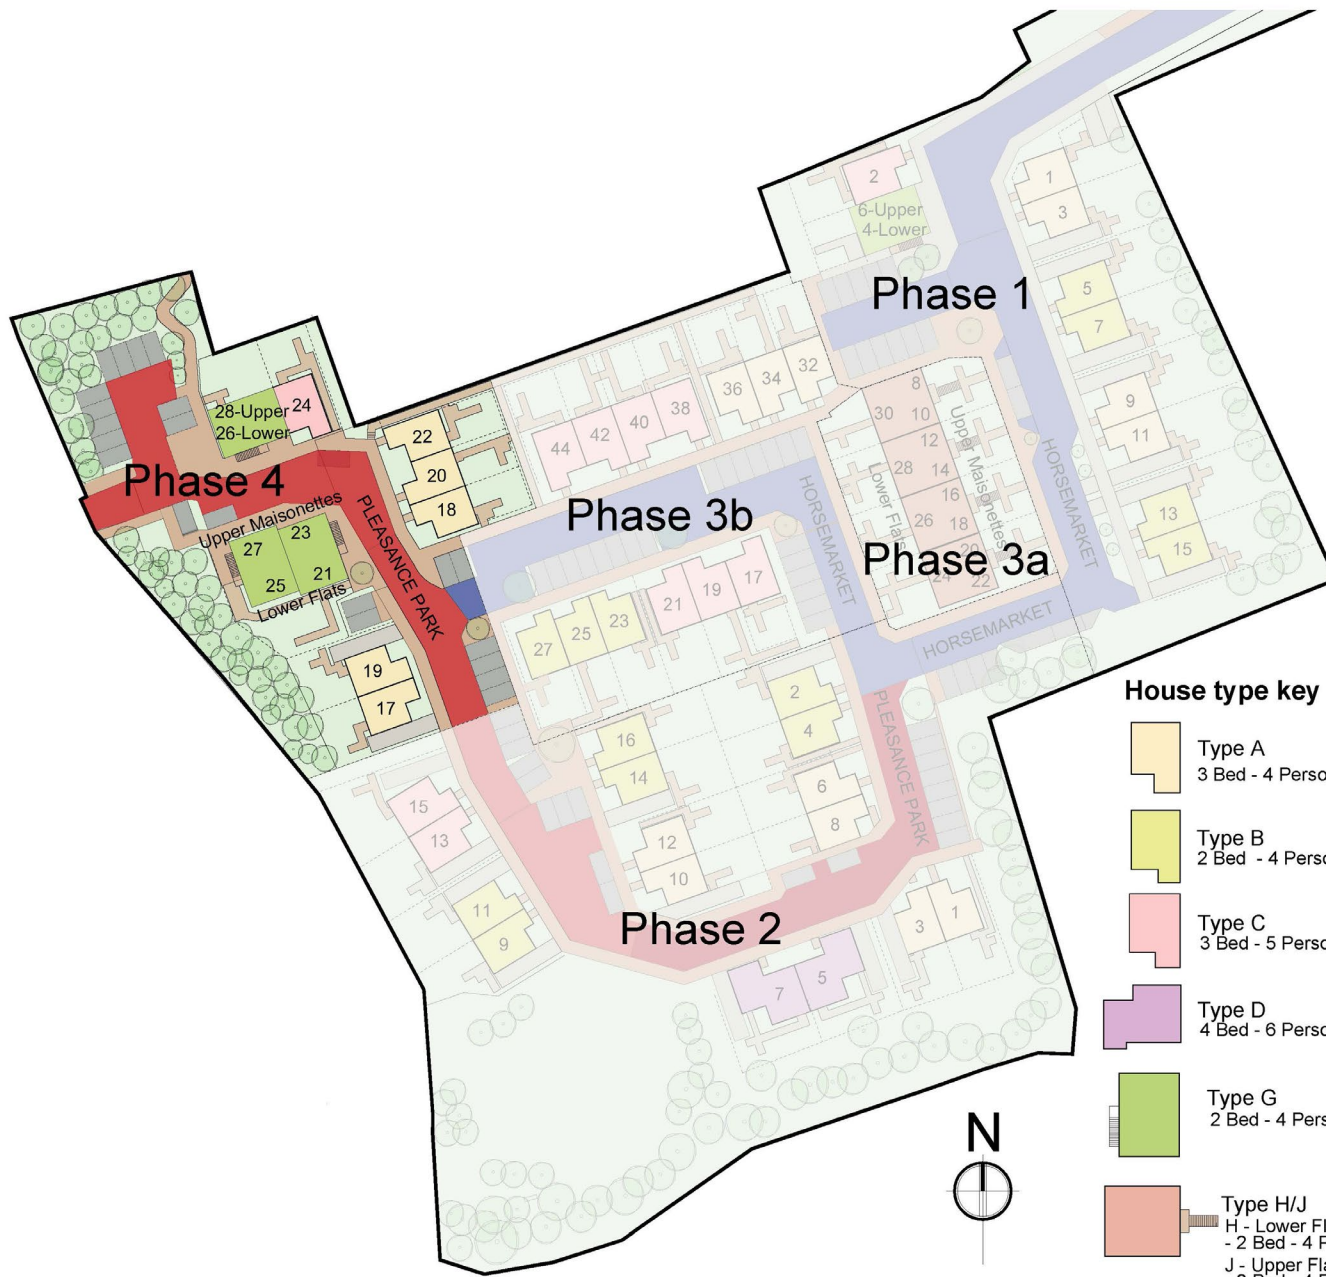 2
6-Upper
4-Lower
1
3
Phase 1
5
7
9
11
13
15
HORSEMARKET
36
34
32
44
42
40
38
8
30
10
12
28
14
16
26
18
22
Upper Maisonettes
Phase 3a
HORSEMARKET
HORSEMARKET
Phase 3b
28-Upper
26-Lower
24
22
20
18
Phase 4
Upper Maisonettes
27
23
25
21
Lower Flats
PLEASANCE PARK
19
17
27
25
23
21
19
17
2
4
6
8
16
14
12
10
PLEASANCE PARK
15
13
11
9
Phase 2
3
1
7
5
N
House type key
Type A
3 Bed - 4 Perso
Type B
2 Bed - 4 Perso
Type C
3 Bed - 5 Perso
Type D
4 Bed - 6 Perso
Type G
2 Bed - 4 Pers
Type H/J
H - Lower Fl
- 2 Bed - 4 P
J - Upper Fla